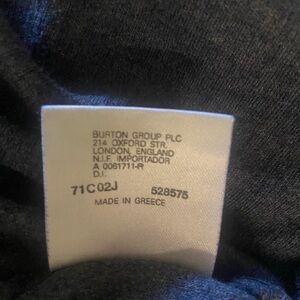 BURTON GROUP PLC
214 OXFORD STR.
LONDON, ENGLAND
N.I.F. IMPORTADOR
A 0061711-R
D.I.
71C02J 528575
MADE IN GREECE